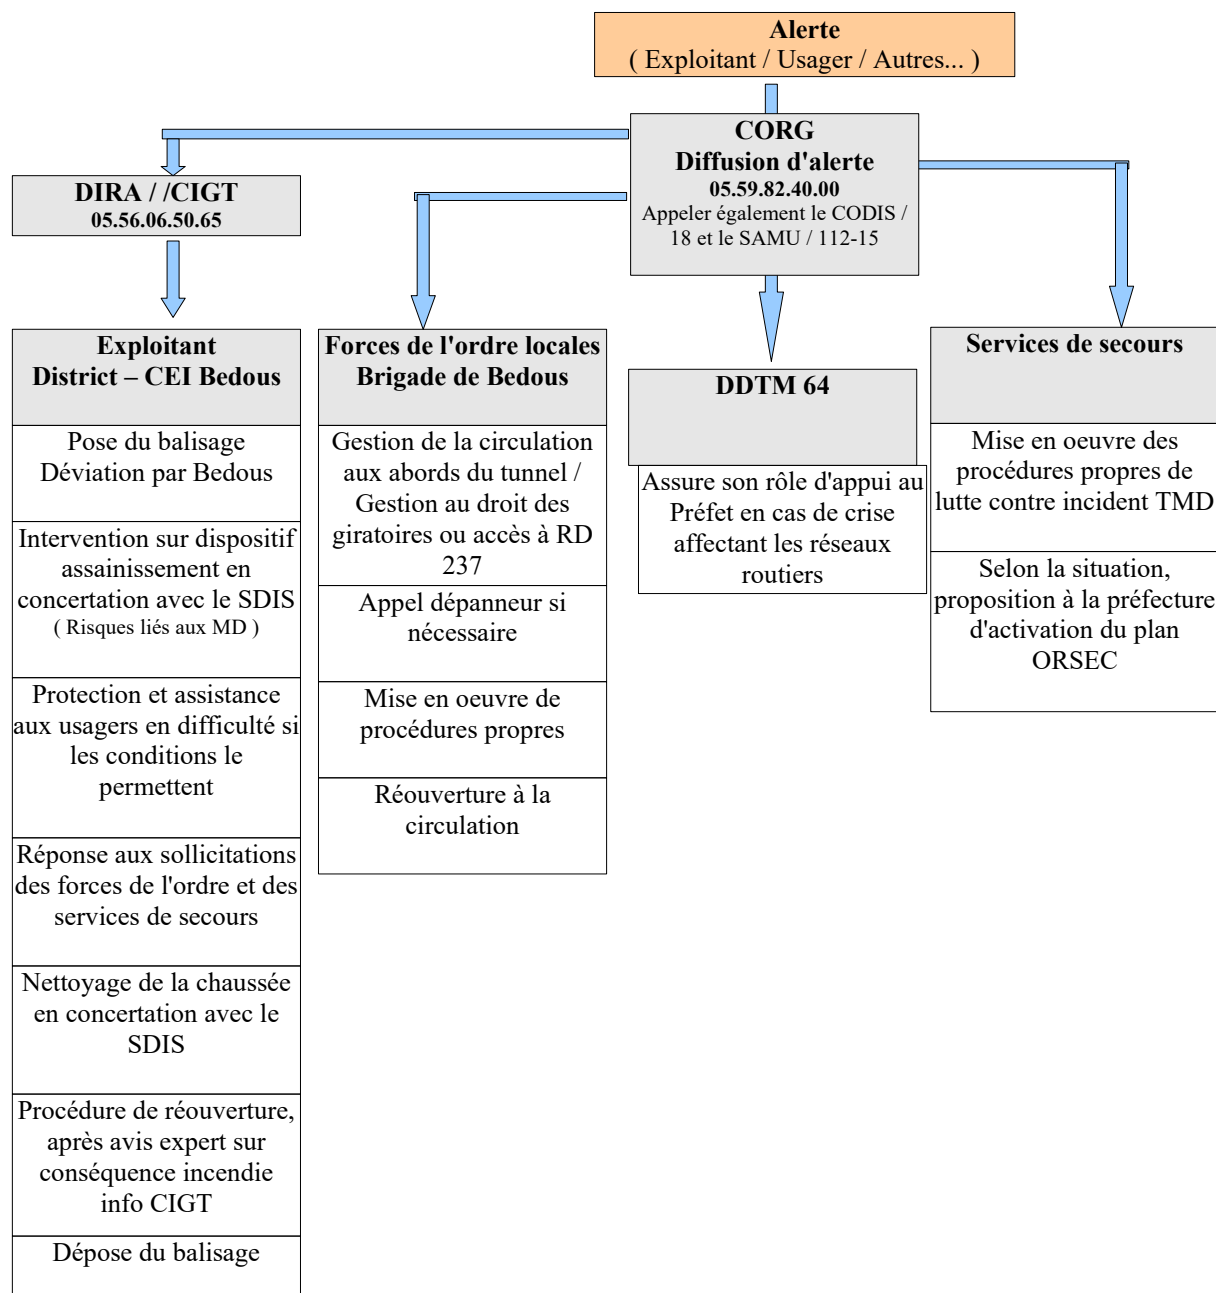 Alerte
( Exploitant / Usager / Autres... )
CORG
Diffusion d'alerte
05.59.82.40.00
Appeler également le CODIS /
18 et le SAMU / 112-15
DIRA / /CIGT
05.56.06.50.65
Exploitant
District – CEI Bedous
Pose du balisage
Déviation par Bedous
Intervention sur dispositif
assainissement en
concertation avec le SDIS
( Risques liés aux MD )
Protection et assistance
aux usagers en difficulté si
les conditions le
permettent
Réponse aux sollicitations
des forces de l'ordre et des
services de secours
Nettoyage de la chaussée
en concertation avec le
SDIS
Procédure de réouverture,
après avis expert sur
conséquence incendie
info CIGT
Dépose du balisage
Forces de l'ordre locales
Brigade de Bedous
Gestion de la circulation
aux abords du tunnel /
Gestion au droit des
giratoires ou accès à RD
237
Appel dépanneur si
nécessaire
Mise en oeuvre de
procédures propres
Réouverture à la
circulation
DDTM 64
Assure son rôle d'appui au
Préfet en cas de crise
affectant les réseaux
routiers
Services de secours
Mise en oeuvre des
procédures propres de
lutte contre incident TMD
Selon la situation,
proposition à la préfecture
d'activation du plan
ORSEC